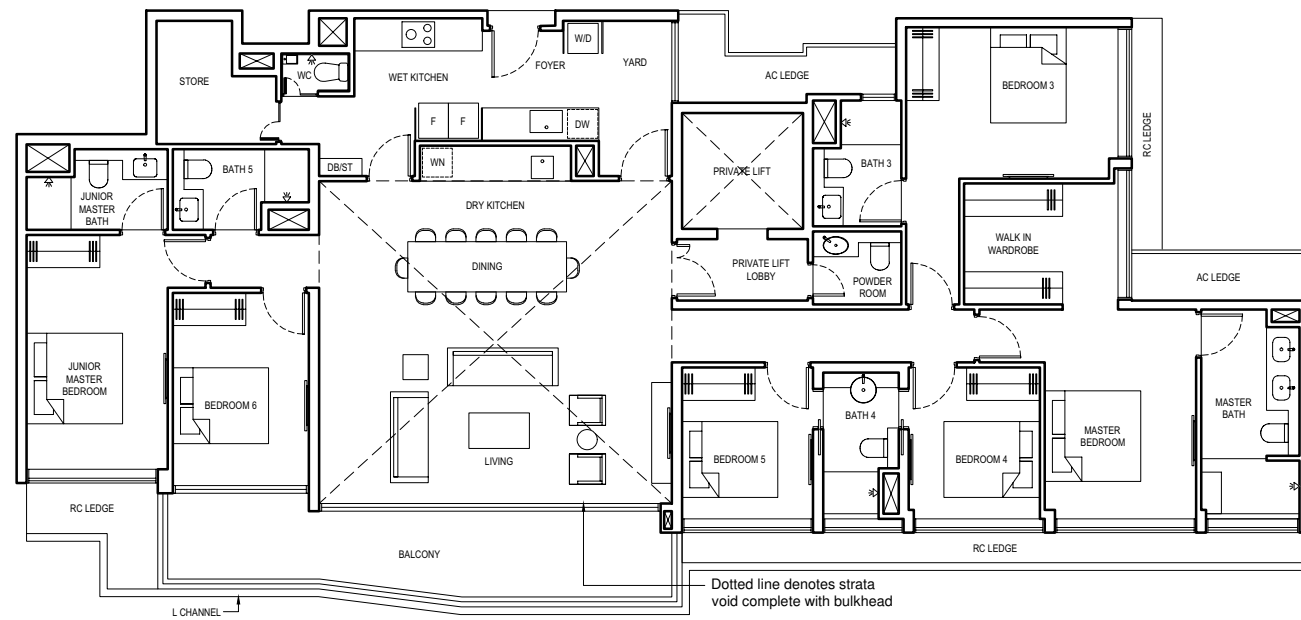 W/D
FOYER
YARD
WET KITCHEN
STORE
WC
AC LEDGE
BEDROOM 3
RC LEDGE
F
F
DW
BATH 5
DB/ST
WN
PRIVATE LIFT
BATH 3
JUNIOR
MASTER
BATH
DRY KITCHEN
WALK IN
WARDROBE
DINING
PRIVATE LIFT
LOBBY
POWDER
ROOM
AC LEDGE
JUNIOR
MASTER
BEDROOM
BEDROOM 6
BATH 4
MASTER
BATH
MASTER
BEDROOM
LIVING
BEDROOM 5
BEDROOM 4
RC LEDGE
BALCONY
RC LEDGE
Dotted line denotes strata
void complete with bulkhead
L CHANNEL